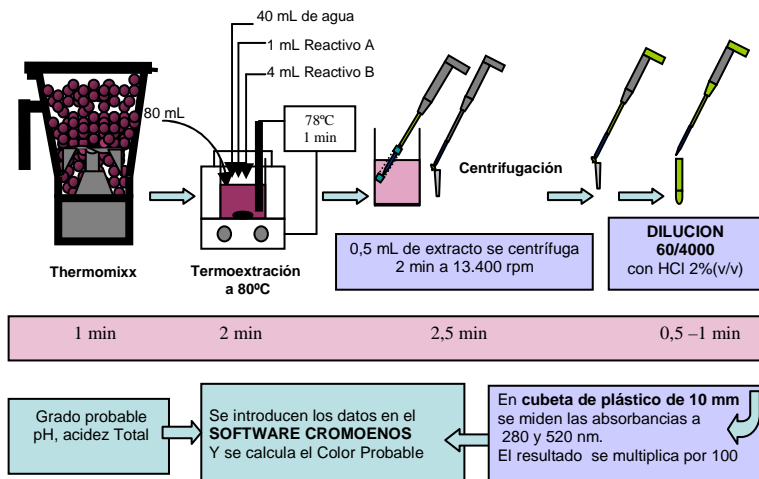 40 mL de agua
1 mL Reactivo A
4 mL Reactivo B
80 mL
78ºC
1 min
Centrifugación
Thermomixx
Termoextración
a 80ºC
0,5 mL de extracto se centrífuga
2 min a 13.400 rpm
DILUCION
60/4000
con HCl 2%(v/v)
1 min
2 min
2,5 min
0,5 –1 min
Grado probable
pH, acidez Total
Se introducen los datos en el
SOFTWARE CROMOENOS
Y se calcula el Color Probable
En cubeta de plástico de 10 mm
se miden las absorbancias a
280 y 520 nm.
El resultado se multiplica por 100